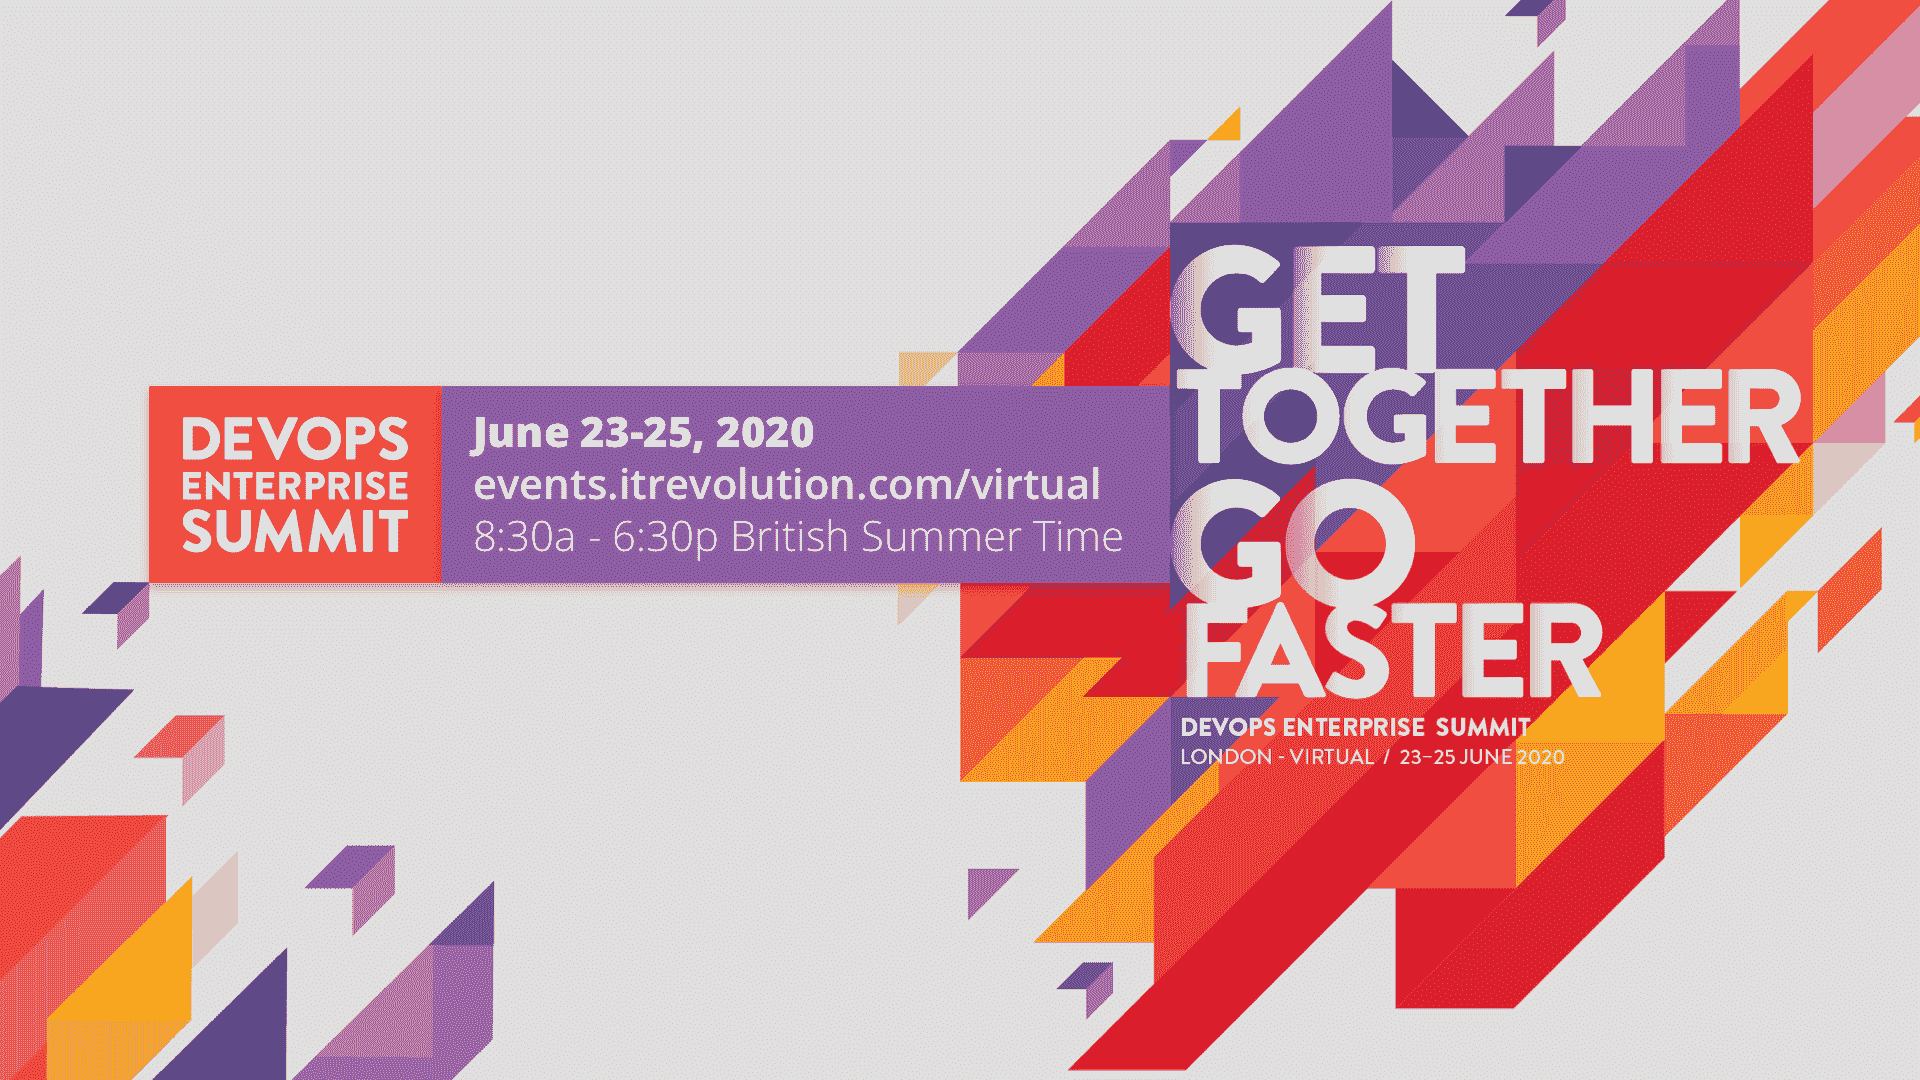 DEVOPS
ENTERPRISE
SUMMIT
June 23-25, 2020
events.itrevolution.com/virtual
8:30a - 6:30p British Summer Time
GET
TOGETHER
GO
FASTER
DEVOPS ENTERPRISE SUMMIT
LONDON - VIRTUAL / 23–25 JUNE 2020